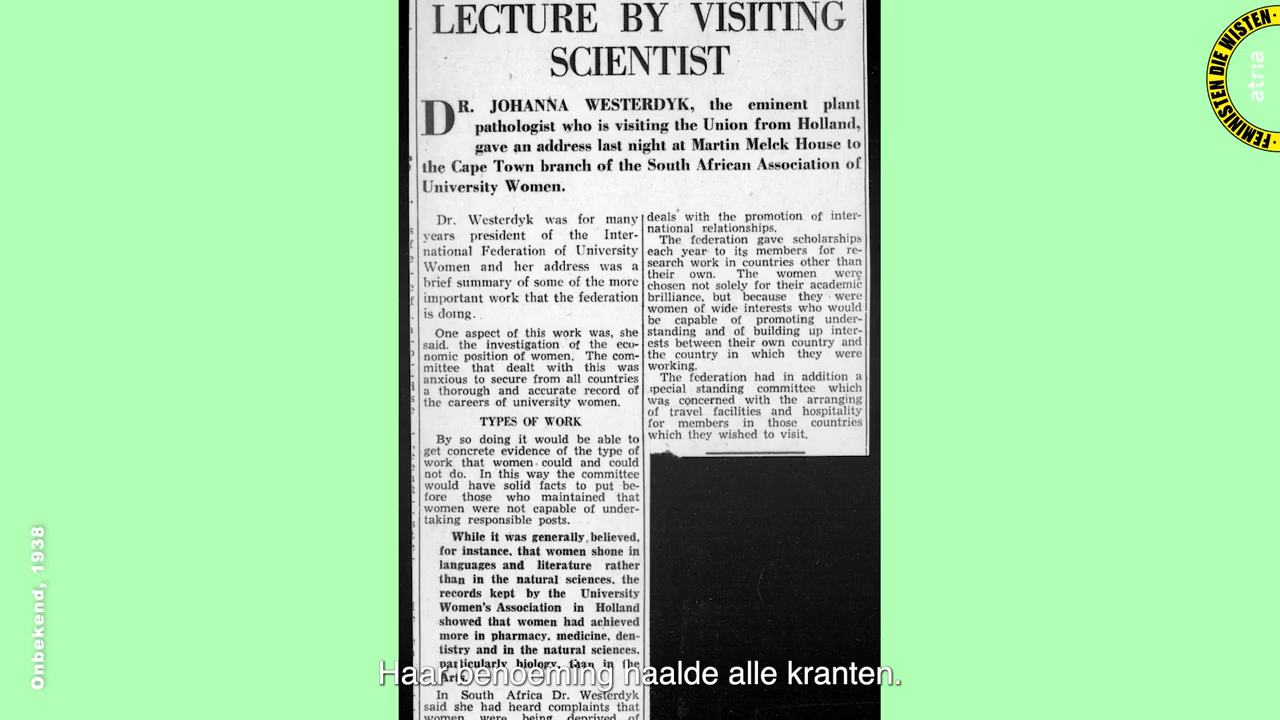 LECTURE BY VISITING
SCIENTIST
DR. JOHANNA WESTERDYK, the eminent plant
pathologist who is visiting the Union from Holland,
gave an address last night at Martin Melck House to
the Cape Town branch of the South African Association of
University Women.
Dr. Westerdyk was for many
years president of the Inter-
national Federation of University
Women and her address was a
brief summary of some of the more
important work that the federation
is doing.
One aspect of this work was, she
said, the investigation of the eco-
nomic position of women. The com-
mittee that dealt with this was
anxious to secure from all countries
a thorough and accurate record of
the careers of university women.
TYPES OF WORK
By so doing it would be able to
get concrete evidence of the type of
work that women could and could
not do. In this way the committee
would have solid facts to put be-
fore those who maintained that
women were not capable of under-
taking responsible posts.
While it was generally believed,
for instance, that women shone in
languages and literature rather
than in the natural sciences, the
records kept by the University
Women's Association in Holland
showed that women had achieved
more in pharmacy, medicine, den-
tistry and in the natural sciences,
particularly biology, than in the
In South Africa Dr. Westerdyk
said she had heard complaints that
women were being deprived of
deals with the promotion of inter-
national relationships.
The federation gave scholarships
each year to its members for re-
search work in countries other than
their own. The women were
chosen not solely for their academic
brilliance, but because they were
women of wide interests who would
be capable of promoting under-
standing and of building up inter-
ests between their own country and
the country in which they were
working.
The federation had in addition a
special standing committee which
was concerned with the arranging
of travel facilities and hospitality
for members in those countries
which they wished to visit.
Haar benoeming haalde alle kranten.
Onbekend, 1938
FEMINISTEN DIE WISTEN
atria